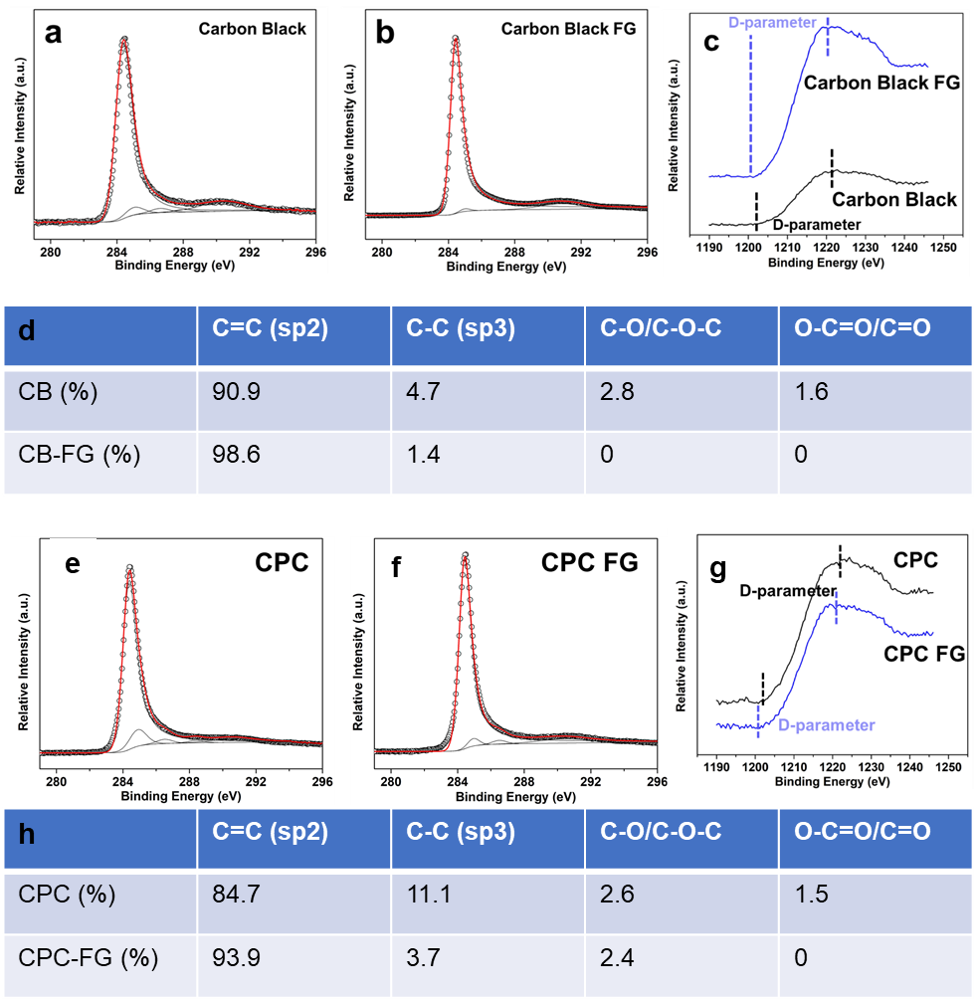 a
Carbon Black
Relative Intensity (a.u.)
280 284 288 292 296
Binding Energy (eV)
b
Carbon Black FG
Relative Intensity (a.u.)
280 284 288 292 296
Binding Energy (eV)
c
D-parameter
Carbon Black FG
Carbon Black
D-parameter
Relative Intensity (a.u.)
1190 1200 1210 1220 1230 1240 1250
Binding Energy (eV)
d C=C (sp2) C-C (sp3) C-O/C-O-C O-C=O/C=O
CB (%) 90.9 4.7 2.8 1.6
CB-FG (%) 98.6 1.4 0 0
e
CPC
Relative Intensity (a.u.)
280 284 288 292 296
Binding Energy (eV)
f
CPC FG
Relative Intensity (a.u.)
280 284 288 292 296
Binding Energy (eV)
g
CPC
D-parameter
CPC FG
D-parameter
Relative Intensity (a.u.)
1190 1200 1210 1220 1230 1240 1250
Binding Energy (eV)
h C=C (sp2) C-C (sp3) C-O/C-O-C O-C=O/C=O
CPC (%) 84.7 11.1 2.6 1.5
CPC-FG (%) 93.9 3.7 2.4 0